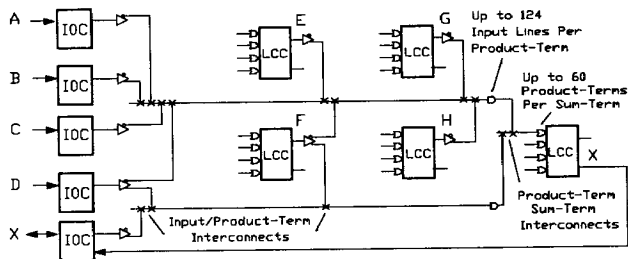 A
IOC
B
IOC
C
IOC
D
IOC
X
IOC
E
LCC
F
LCC
G
LCC
H
LCC
Up to 124
Input Lines Per
Product-Term
Up to 60
Product-Terms
Per Sum-Term
LCC
X
Input/Product-Term
Interconnects
Product-Term
Sum-Term
Interconnects